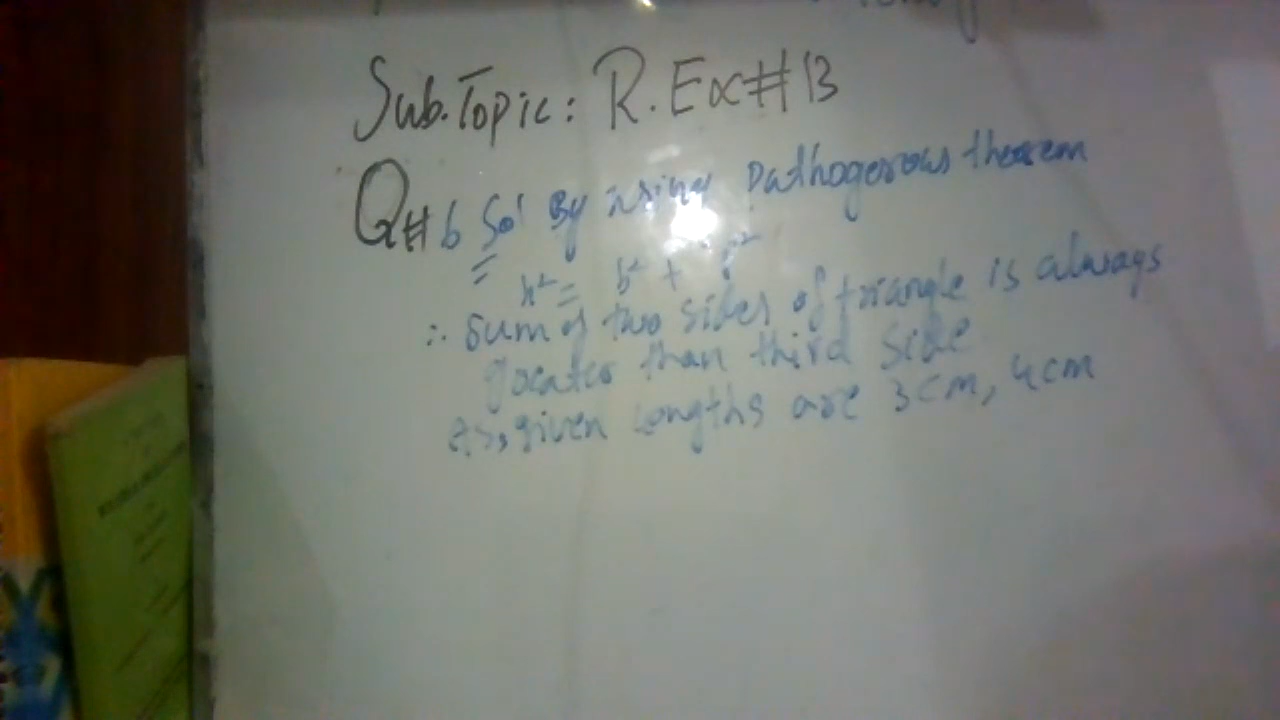 Sub.Topic: R.Ex#13
Q#6 Sol By using Pathogorous theorem
h² = b² + p²
∴ Sum of two sides of triangle is always
greater than third side
as, given Lengths are 3cm, 4cm